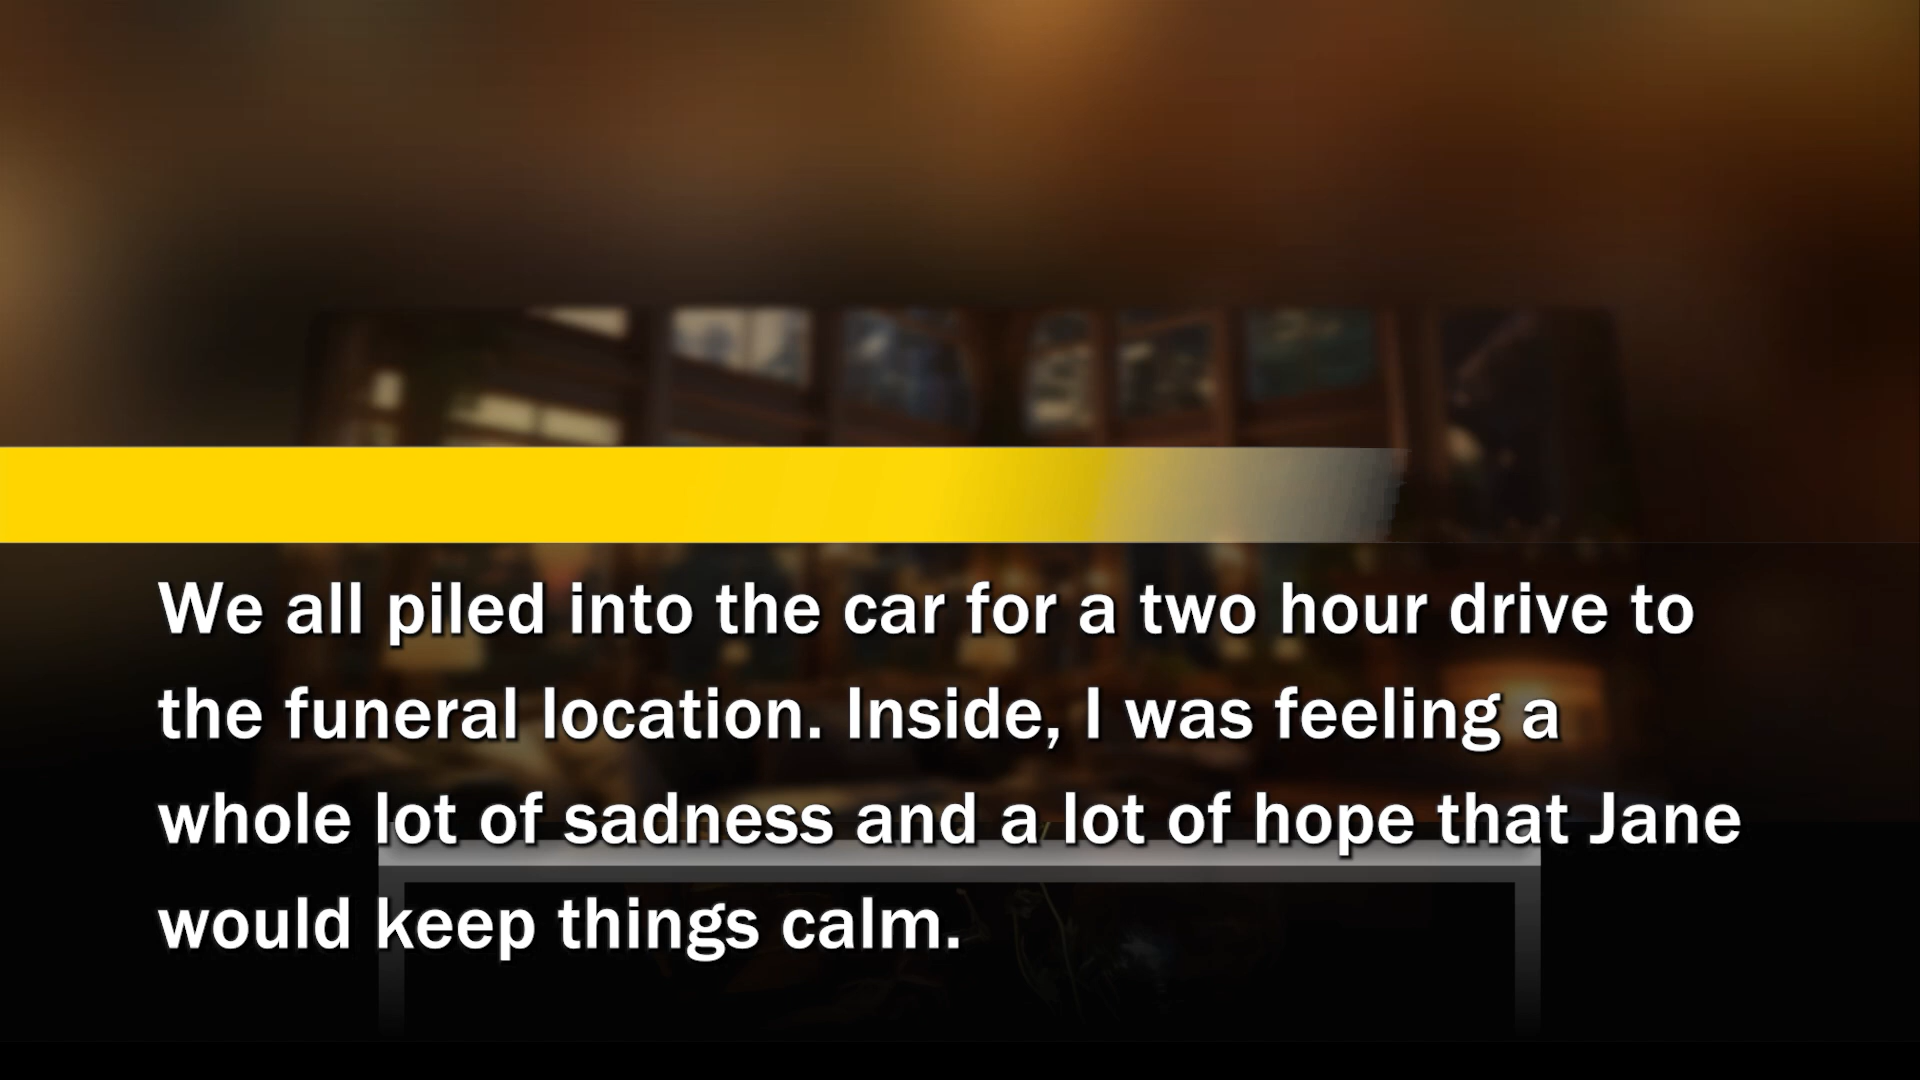 We all piled into the car for a two hour drive to
the funeral location. Inside, I was feeling a
whole lot of sadness and a lot of hope that Jane
would keep things calm.